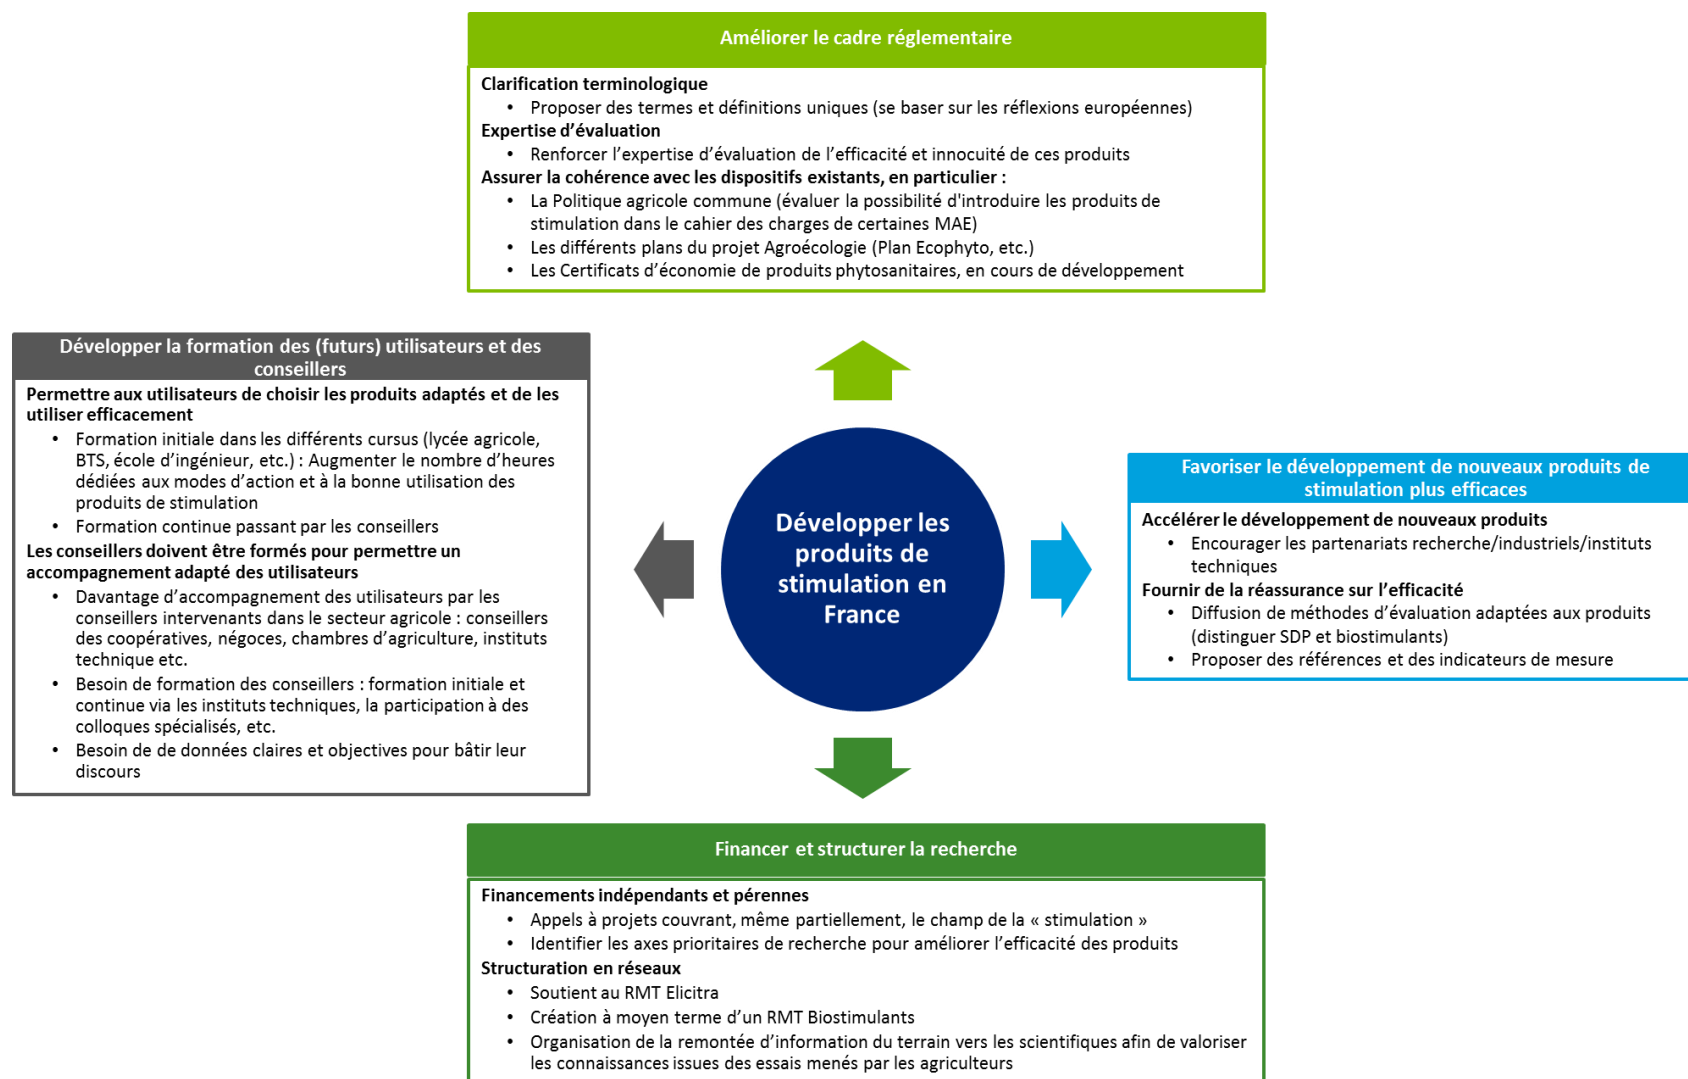 Améliorer le cadre réglementaire
Clarification terminologique
• Proposer des termes et définitions uniques (se baser sur les réflexions européennes)
Expertise d’évaluation
• Renforcer l’expertise d’évaluation de l’efficacité et innocuité de ces produits
Assurer la cohérence avec les dispositifs existants, en particulier :
• La Politique agricole commune (évaluer la possibilité d'introduire les produits de
stimulation dans le cahier des charges de certaines MAE)
• Les différents plans du projet Agroécologie (Plan Ecophyto, etc.)
• Les Certificats d’économie de produits phytosanitaires, en cours de développement
Développer la formation des (futurs) utilisateurs et des
conseillers
Permettre aux utilisateurs de choisir les produits adaptés et de les
utiliser efficacement
• Formation initiale dans les différents cursus (lycée agricole,
BTS, école d’ingénieur, etc.) : Augmenter le nombre d’heures
dédiées aux modes d’action et à la bonne utilisation des
produits de stimulation
• Formation continue passant par les conseillers
Les conseillers doivent être formés pour permettre un
accompagnement adapté des utilisateurs
• Davantage d’accompagnement des utilisateurs par les
conseillers intervenants dans le secteur agricole : conseillers
des coopératives, négoces, chambres d’agriculture, instituts
technique etc.
• Besoin de formation des conseillers : formation initiale et
continue via les instituts techniques, la participation à des
colloques spécialisés, etc.
• Besoin de de données claires et objectives pour bâtir leur
discours
Développer les
produits de
stimulation en
France
Favoriser le développement de nouveaux produits de
stimulation plus efficaces
Accélérer le développement de nouveaux produits
• Encourager les partenariats recherche/industriels/instituts
techniques
Fournir de la réassurance sur l’efficacité
• Diffusion de méthodes d’évaluation adaptées aux produits
(distinguer SDP et biostimulants)
• Proposer des références et des indicateurs de mesure
Financer et structurer la recherche
Financements indépendants et pérennes
• Appels à projets couvrant, même partiellement, le champ de la « stimulation »
• Identifier les axes prioritaires de recherche pour améliorer l’efficacité des produits
Structuration en réseaux
• Soutient au RMT Elicitra
• Création à moyen terme d’un RMT Biostimulants
• Organisation de la remontée d’information du terrain vers les scientifiques afin de valoriser
les connaissances issues des essais menés par les agriculteurs